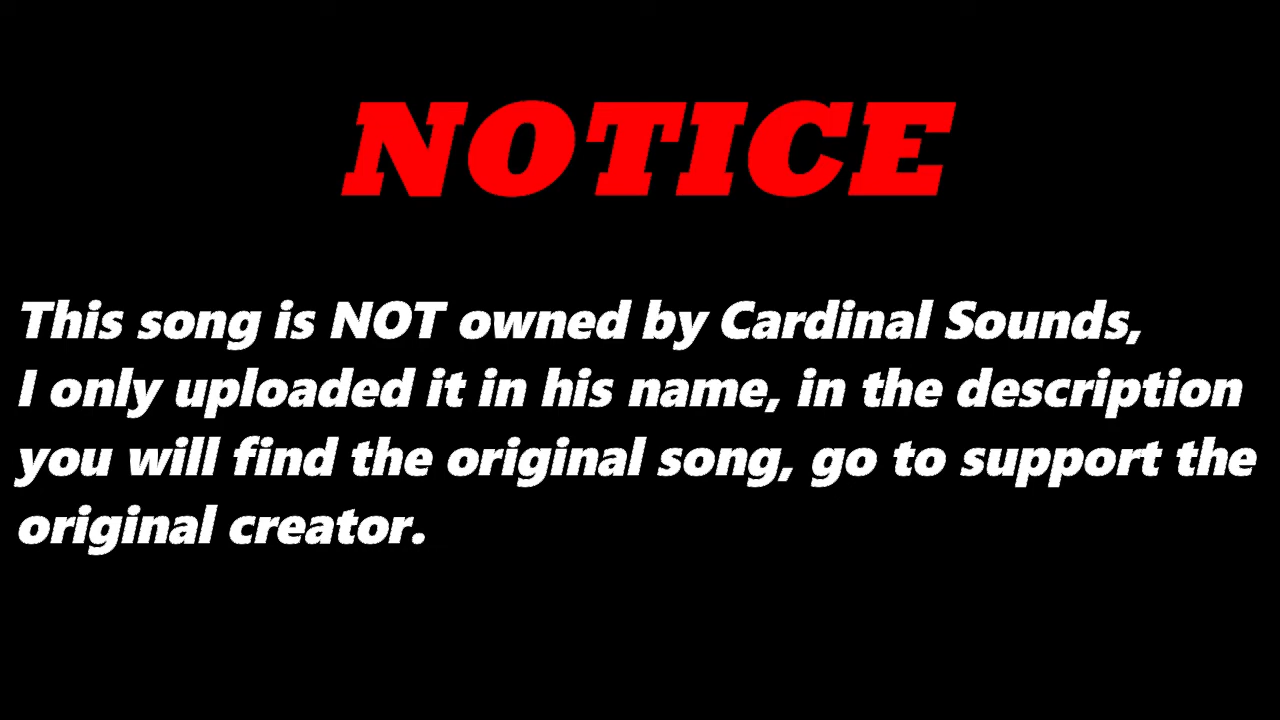 NOTICE
This song is NOT owned by Cardinal Sounds,
I only uploaded it in his name, in the description
you will find the original song, go to support the
original creator.